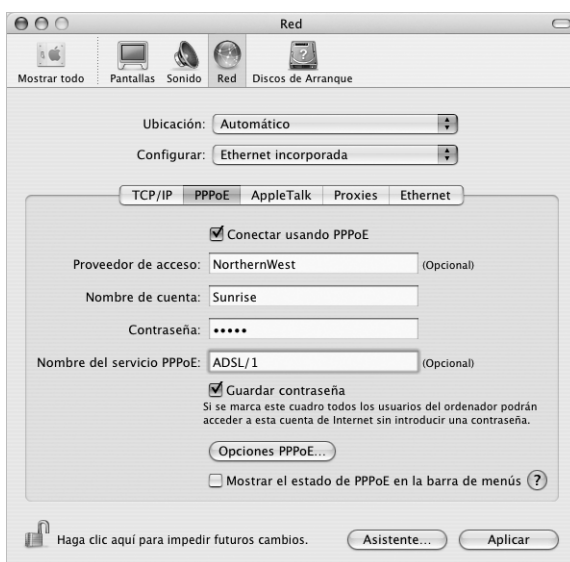 Red
Mostrar todo Pantallas Sonido Red Discos de Arranque
Ubicación: Automático
Configurar: Ethernet incorporada
TCP/IP PPPoE AppleTalk Proxies Ethernet
Conectar usando PPPoE
Proveedor de acceso: NorthernWest (Opcional)
Nombre de cuenta: Sunrise
Contraseña: •••••
Nombre del servicio PPPoE: ADSL/1 (Opcional)
Guardar contraseña
Si se marca este cuadro todos los usuarios del ordenador podrán
acceder a esta cuenta de Internet sin introducir una contraseña.
Opciones PPPoE...
Mostrar el estado de PPPoE en la barra de menús ?
Haga clic aquí para impedir futuros cambios. Asistente... Aplicar